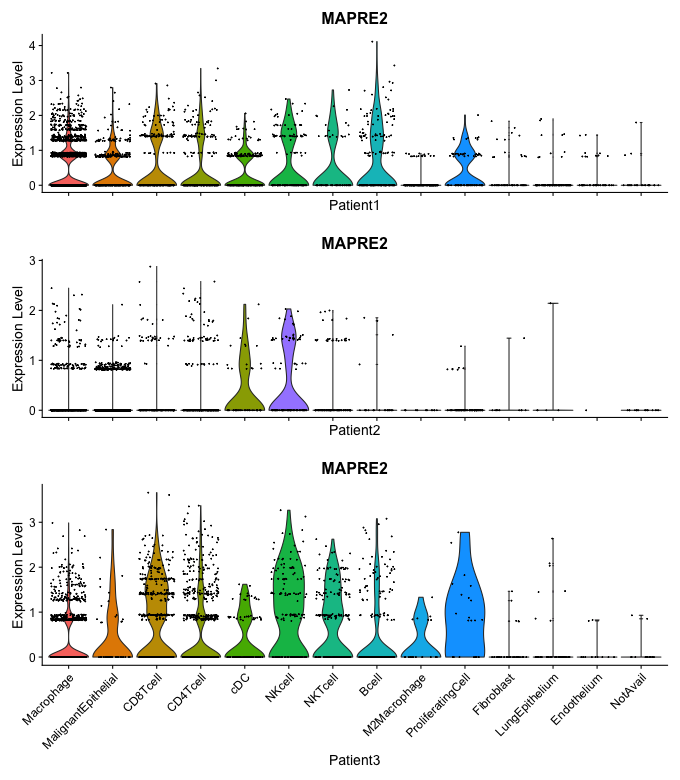 MAPRE2
Expression Level
4
3
2
1
0
Patient1
MAPRE2
Expression Level
3
2
1
0
Patient2
MAPRE2
Expression Level
3
2
1
0
Macrophage
MalignantEpithelial
CD8Tcell
CD4Tcell
cDC
NKcell
NKTcell
Bcell
M2Macrophage
ProliferatingCell
Fibroblast
LungEpithelium
Endothelium
NotAvail
Patient3